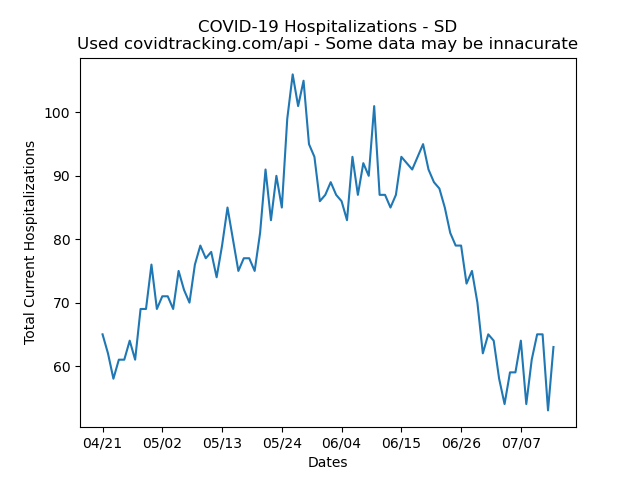 COVID-19 Hospitalizations - SD
Used covidtracking.com/api - Some data may be innacurate
Total Current Hospitalizations
100
90
80
70
60
04/21 05/02 05/13 05/24 06/04 06/15 06/26 07/07
Dates